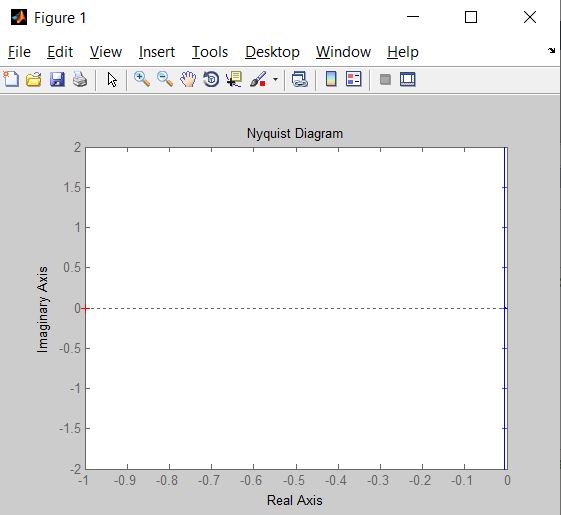 Figure 1
File Edit View Insert Tools Desktop Window Help
Nyquist Diagram
2
1.5
1
0.5
0
-0.5
-1
-1.5
-2
Imaginary Axis
-1 -0.9 -0.8 -0.7 -0.6 -0.5 -0.4 -0.3 -0.2 -0.1 0
Real Axis